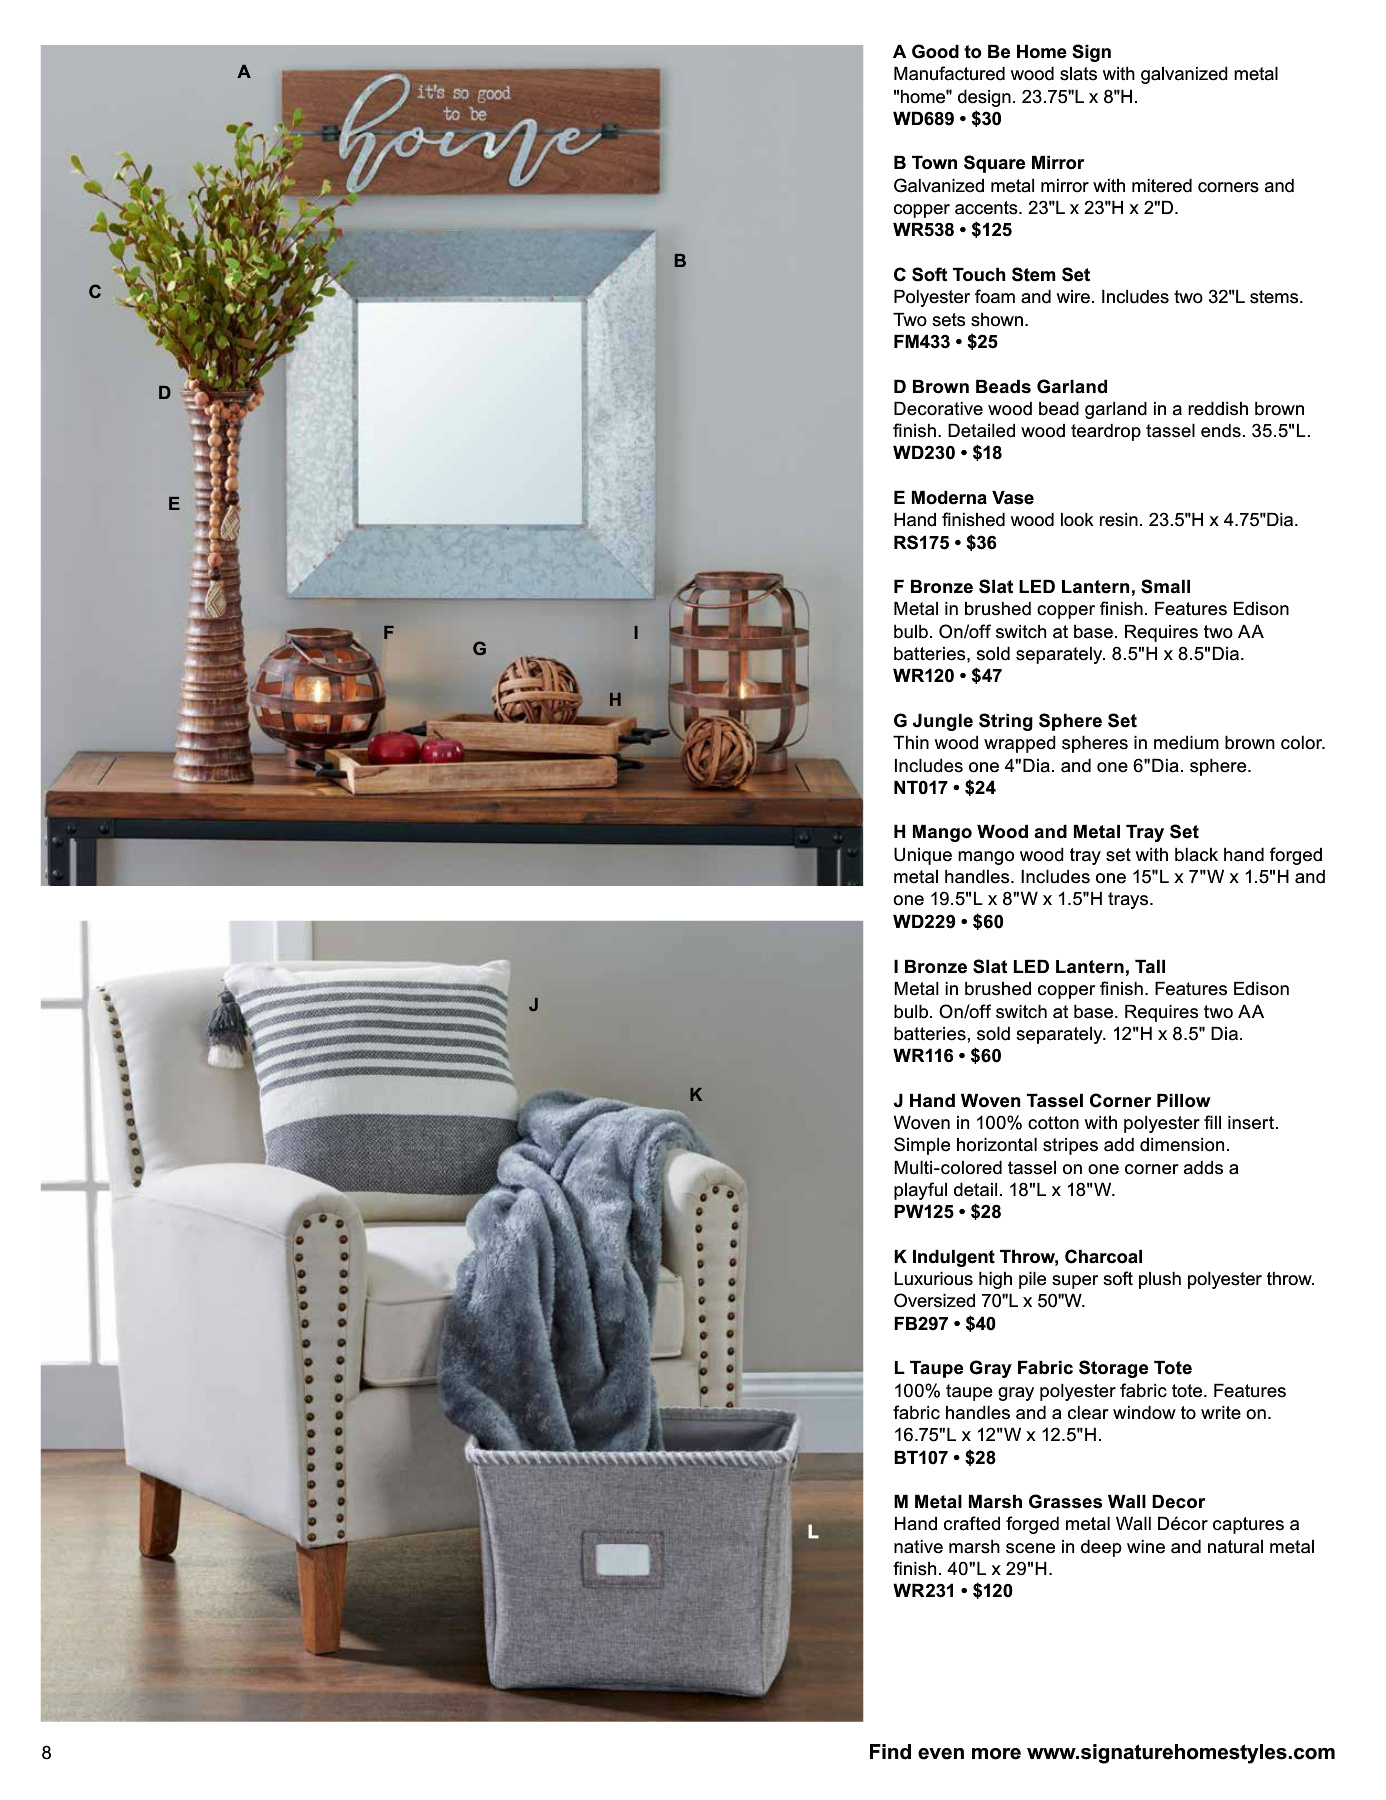 A
it's so good
to be
home
B
C
D
E
F
G
H
I
J
K
L
A Good to Be Home Sign
Manufactured wood slats with galvanized metal
"home" design. 23.75"L x 8"H.
WD689 • $30
B Town Square Mirror
Galvanized metal mirror with mitered corners and
copper accents. 23"L x 23"H x 2"D.
WR538 • $125
C Soft Touch Stem Set
Polyester foam and wire. Includes two 32"L stems.
Two sets shown.
FM433 • $25
D Brown Beads Garland
Decorative wood bead garland in a reddish brown
finish. Detailed wood teardrop tassel ends. 35.5"L.
WD230 • $18
E Moderna Vase
Hand finished wood look resin. 23.5"H x 4.75"Dia.
RS175 • $36
F Bronze Slat LED Lantern, Small
Metal in brushed copper finish. Features Edison
bulb. On/off switch at base. Requires two AA
batteries, sold separately. 8.5"H x 8.5"Dia.
WR120 • $47
G Jungle String Sphere Set
Thin wood wrapped spheres in medium brown color.
Includes one 4"Dia. and one 6"Dia. sphere.
NT017 • $24
H Mango Wood and Metal Tray Set
Unique mango wood tray set with black hand forged
metal handles. Includes one 15"L x 7"W x 1.5"H and
one 19.5"L x 8"W x 1.5"H trays.
WD229 • $60
I Bronze Slat LED Lantern, Tall
Metal in brushed copper finish. Features Edison
bulb. On/off switch at base. Requires two AA
batteries, sold separately. 12"H x 8.5" Dia.
WR116 • $60
J Hand Woven Tassel Corner Pillow
Woven in 100% cotton with polyester fill insert.
Simple horizontal stripes add dimension.
Multi-colored tassel on one corner adds a
playful detail. 18"L x 18"W.
PW125 • $28
K Indulgent Throw, Charcoal
Luxurious high pile super soft plush polyester throw.
Oversized 70"L x 50"W.
FB297 • $40
L Taupe Gray Fabric Storage Tote
100% taupe gray polyester fabric tote. Features
fabric handles and a clear window to write on.
16.75"L x 12"W x 12.5"H.
BT107 • $28
M Metal Marsh Grasses Wall Decor
Hand crafted forged metal Wall Décor captures a
native marsh scene in deep wine and natural metal
finish. 40"L x 29"H.
WR231 • $120
8
Find even more www.signaturehomestyles.com